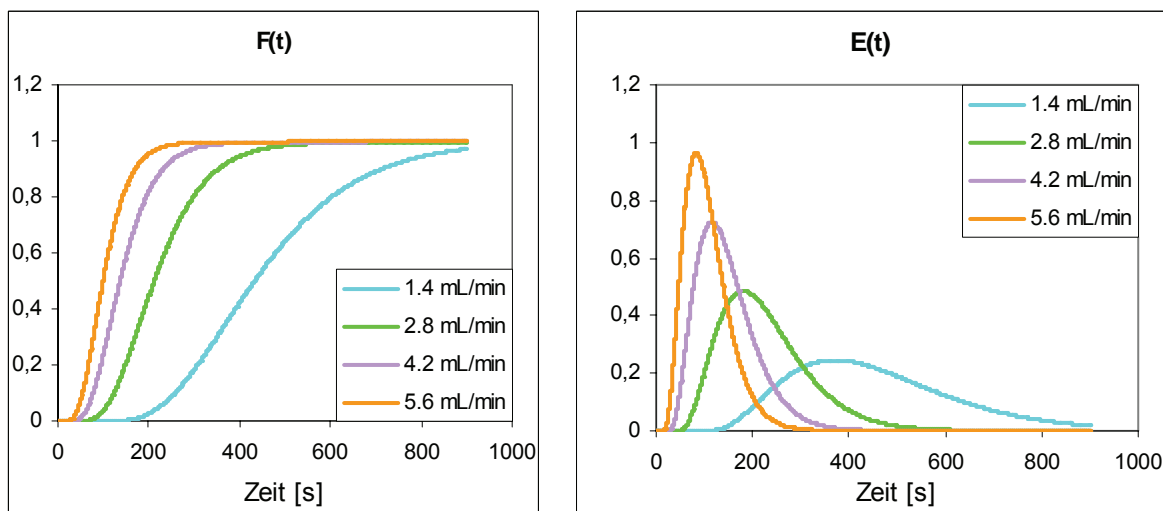 F(t)
1,2
1
0,8
0,6
0,4
0,2
0
0 200 400 600 800 1000
Zeit [s]
1.4 mL/min
2.8 mL/min
4.2 mL/min
5.6 mL/min
E(t)
1,2
1
0,8
0,6
0,4
0,2
0
0 200 400 600 800 1000
Zeit [s]
1.4 mL/min
2.8 mL/min
4.2 mL/min
5.6 mL/min